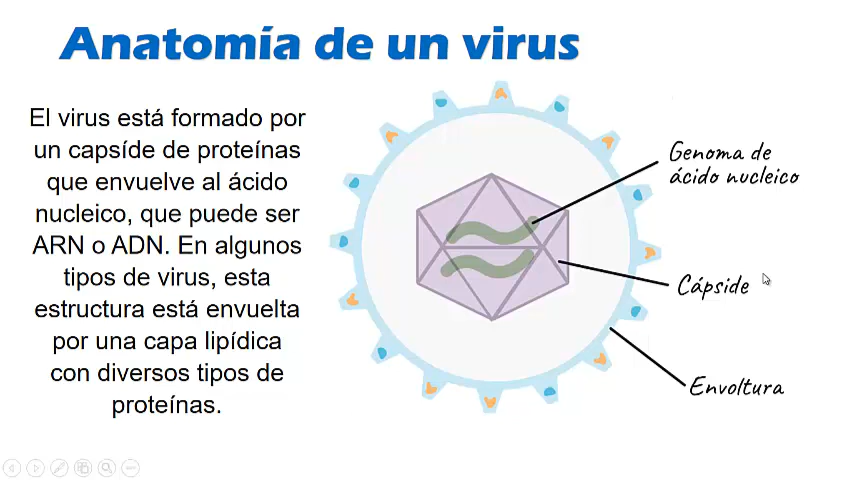 Anatomía de un virus
El virus está formado por
un capsíde de proteínas
que envuelve al ácido
nucleico, que puede ser
ARN o ADN. En algunos
tipos de virus, esta
estructura está envuelta
por una capa lipídica
con diversos tipos de
proteínas.
Genoma de
ácido nucleico
Cápside
Envoltura